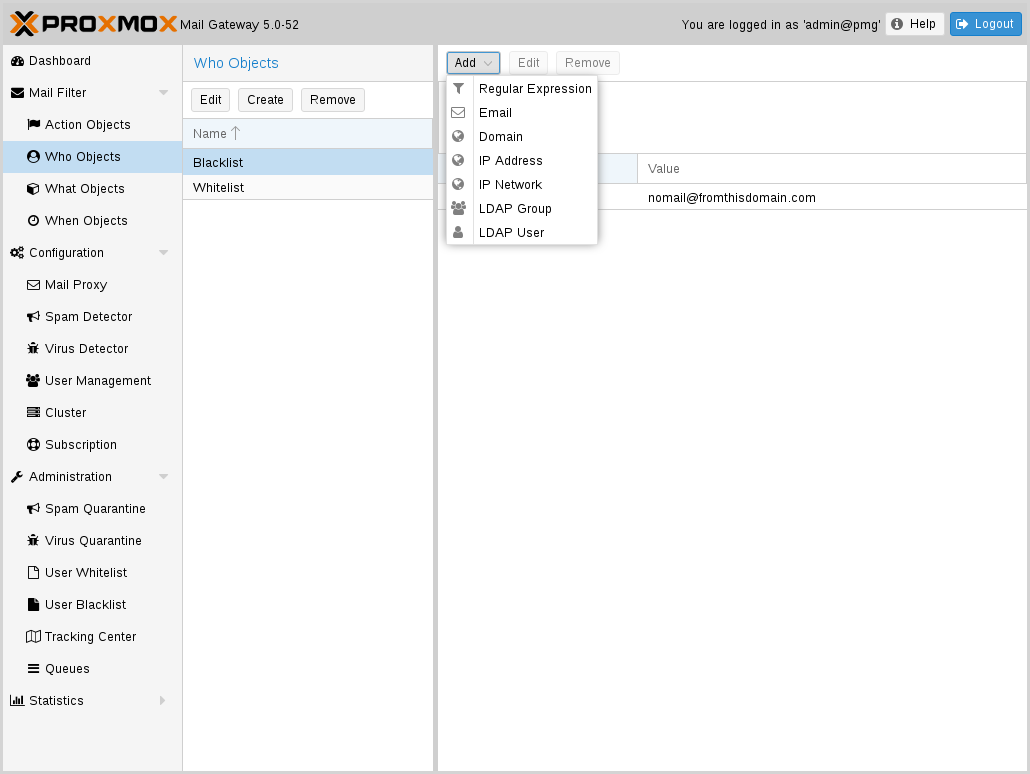 PROXMOX Mail Gateway 5.0-52 You are logged in as 'admin@pmg' Help Logout
Dashboard
Mail Filter
Action Objects
Who Objects
What Objects
When Objects
Configuration
Mail Proxy
Spam Detector
Virus Detector
User Management
Cluster
Subscription
Administration
Spam Quarantine
Virus Quarantine
User Whitelist
User Blacklist
Tracking Center
Queues
Statistics
Who Objects
Edit Create Remove
Name
Blacklist
Whitelist
Add Edit Remove
Regular Expression
Email
Domain
IP Address
IP Network
LDAP Group
LDAP User
Value
nomail@fromthisdomain.com